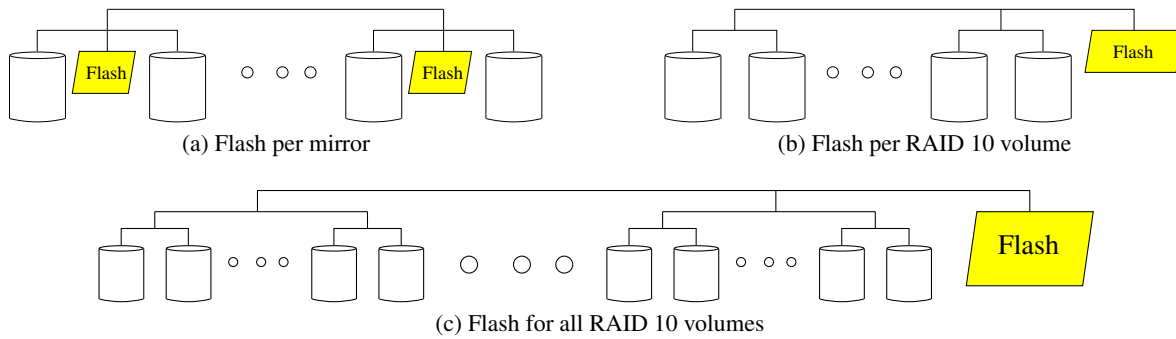 Flash
Flash
Flash
(a) Flash per mirror
(b) Flash per RAID 10 volume
Flash
(c) Flash for all RAID 10 volumes